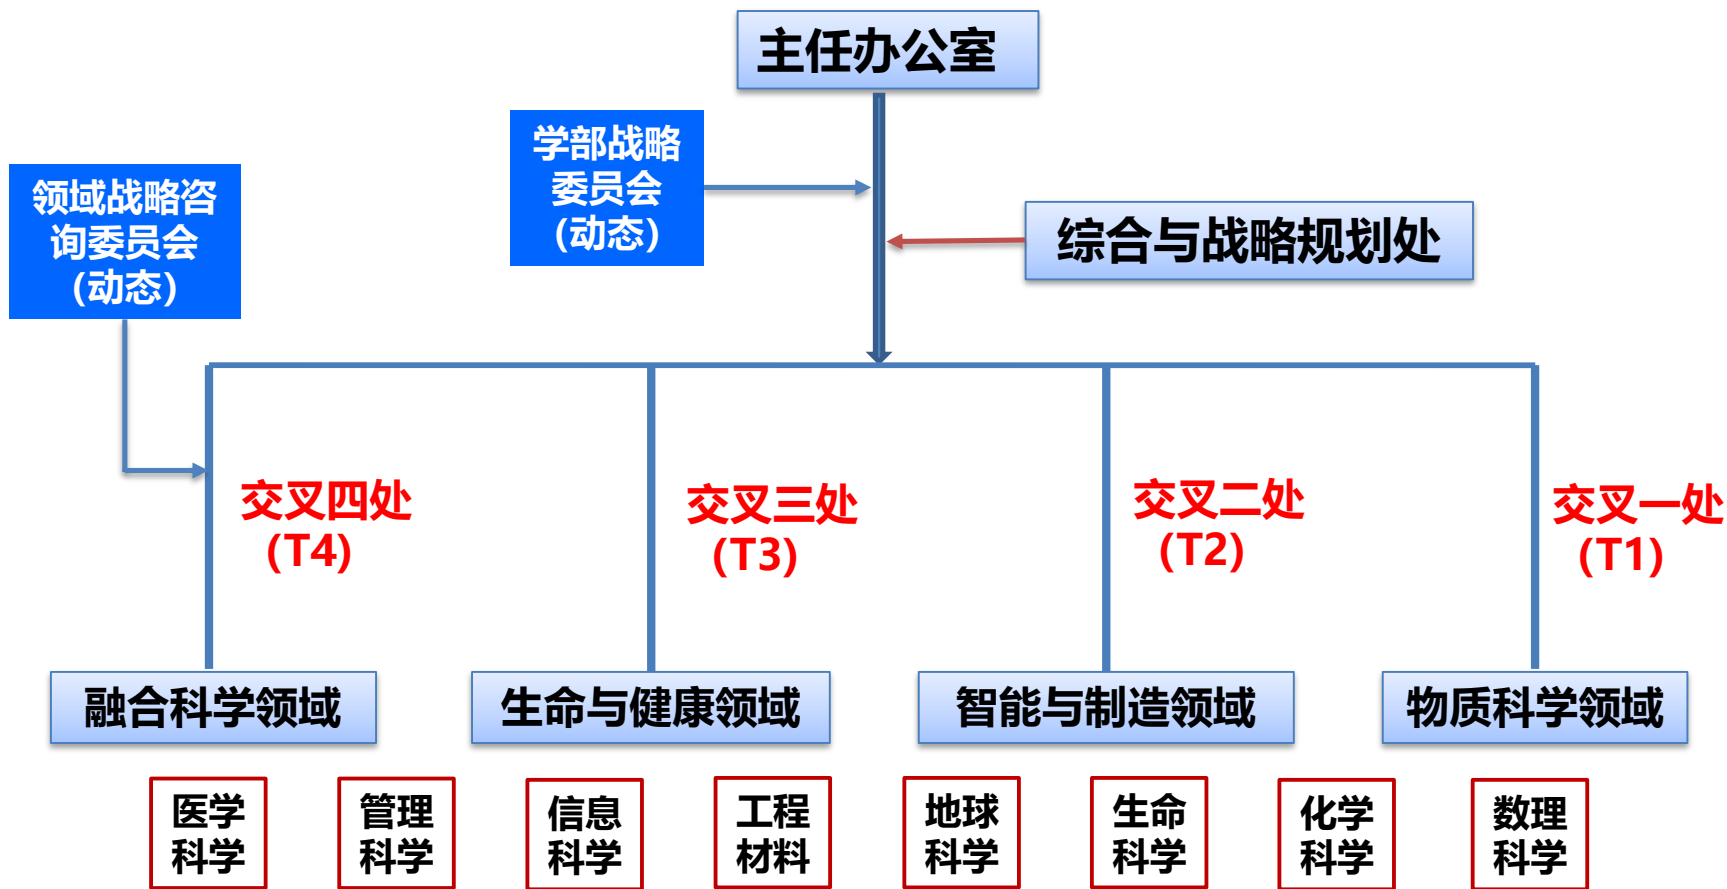 主任办公室
学部战略
委员会
（动态）
领域战略咨
询委员会
（动态）
综合与战略规划处
交叉四处
（T4）
交叉三处
（T3）
交叉二处
（T2）
交叉一处
（T1）
融合科学领域
生命与健康领域
智能与制造领域
物质科学领域
医学
科学
管理
科学
信息
科学
工程
材料
地球
科学
生命
科学
化学
科学
数理
科学